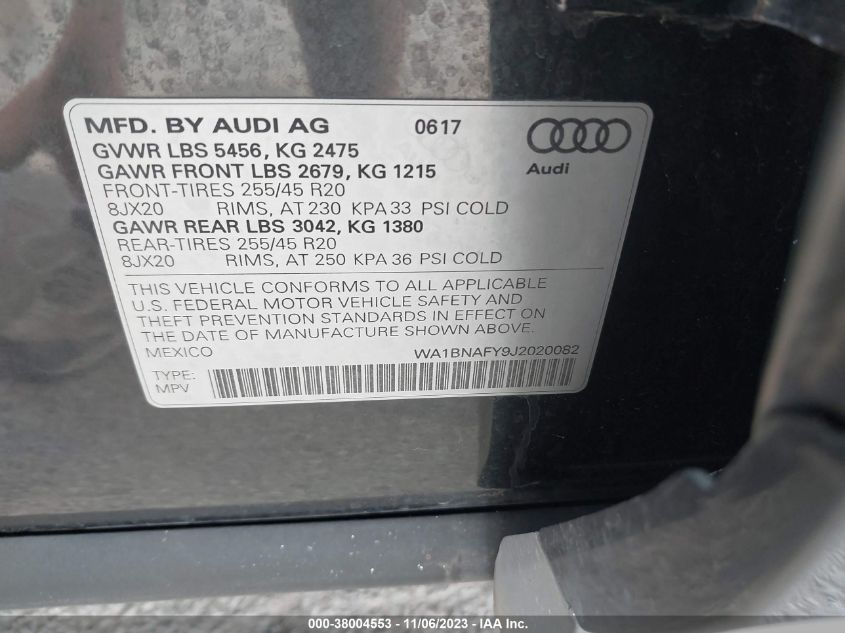 MFD. BY AUDI AG 0617
GVWR LBS 5456, KG 2475
GAWR FRONT LBS 2679, KG 1215
Audi
FRONT-TIRES 255/45 R20
8JX20 RIMS, AT 230 KPA 33 PSI COLD
GAWR REAR LBS 3042, KG 1380
REAR-TIRES 255/45 R20
8JX20 RIMS, AT 250 KPA 36 PSI COLD
THIS VEHICLE CONFORMS TO ALL APPLICABLE
U.S. FEDERAL MOTOR VEHICLE SAFETY AND
THEFT PREVENTION STANDARDS IN EFFECT ON
THE DATE OF MANUFACTURE SHOWN ABOVE.
MEXICO WA1BNAFY9J2020082
TYPE:
MPV
000-38004553 - 11/06/2023 - IAAI.com